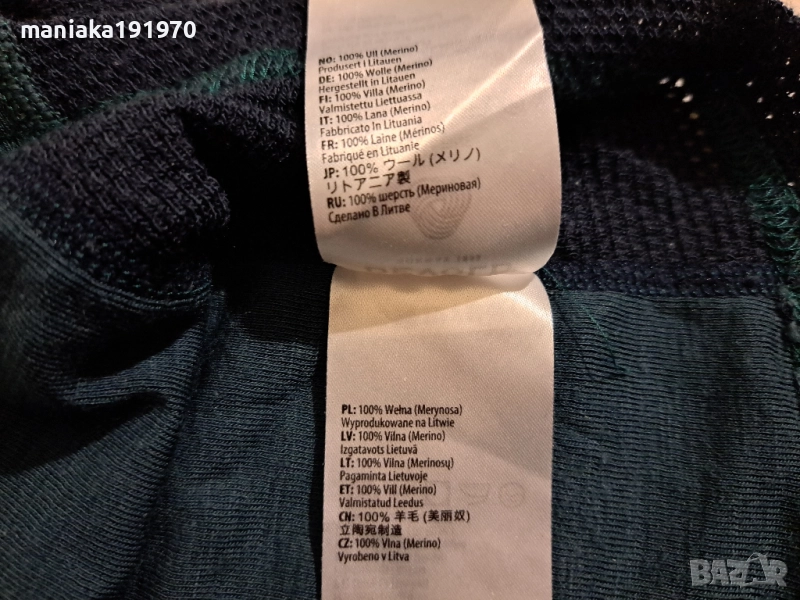 maniaka191970
NO: 100% Ull (Merino)
Produsert i Litauen
DE: 100% Wolle (Merino)
Hergestellt in Litauen
FI: 100% Villa (Merino)
Valmistettu Liettuassa
IT: 100% Lana (Merino)
Fabbricato In Lituania
FR: 100% Laine (Mérinos)
Fabriqué en Lituanie
JP: 100% ウール (メリノ)
リトアニア製
RU: 100% шерсть (Мериновая)
Сделано В Литве
PL: 100% Wełna (Merynosa)
Wyprodukowane na Litwie
LV: 100% Vilna (Merino)
Izgatavots Lietuvā
LT: 100% Vilna (Merinosų)
Pagaminta Lietuvoje
ET: 100% Vill (Merino)
Valmistatud Leedus
CN: 100% 羊毛 (美丽奴)
立陶宛制造
CZ: 100% Vlna (Merino)
Vyrobeno v Litva
BAZAR